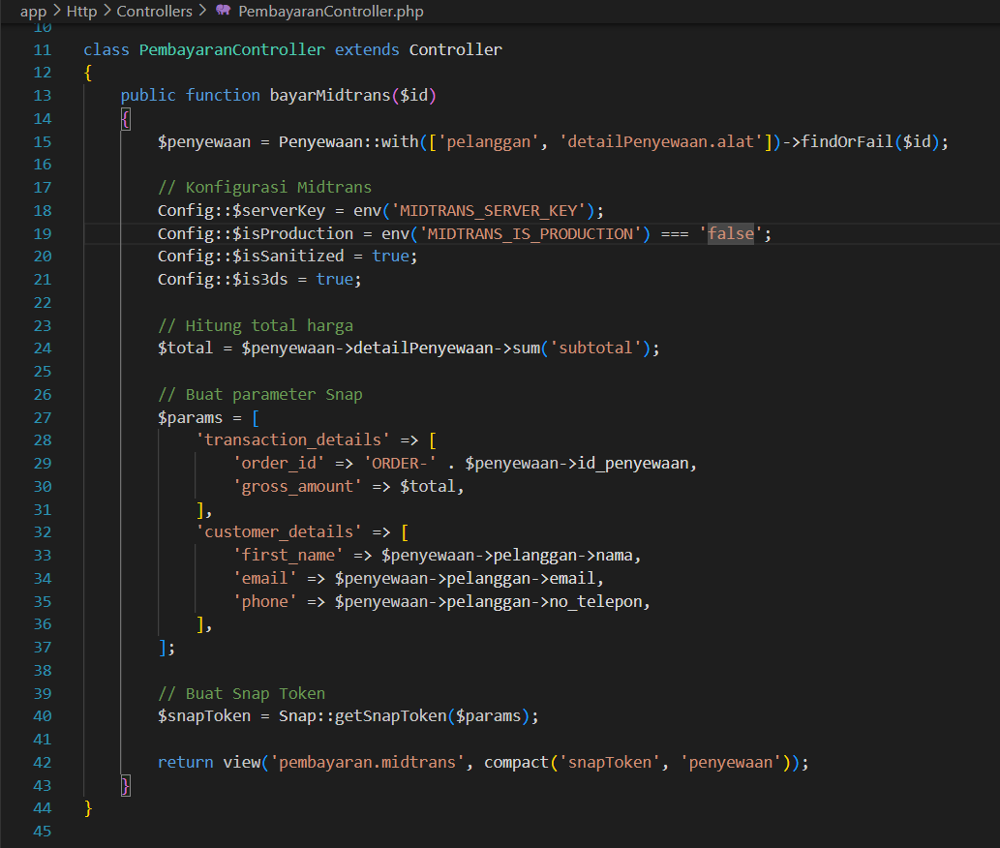 app > Http > Controllers > PembayaranController.php
10
11 class PembayaranController extends Controller
12 {
13     public function bayarMidtrans($id)
14     {
15         $penyewaan = Penyewaan::with(['pelanggan', 'detailPenyewaan.alat'])->findOrFail($id);
16
17         // Konfigurasi Midtrans
18         Config::$serverKey = env('MIDTRANS_SERVER_KEY');
19         Config::$isProduction = env('MIDTRANS_IS_PRODUCTION') === 'false';
20         Config::$isSanitized = true;
21         Config::$is3ds = true;
22
23         // Hitung total harga
24         $total = $penyewaan->detailPenyewaan->sum('subtotal');
25
26         // Buat parameter Snap
27         $params = [
28             'transaction_details' => [
29                 'order_id' => 'ORDER-' . $penyewaan->id_penyewaan,
30                 'gross_amount' => $total,
31             ],
32             'customer_details' => [
33                 'first_name' => $penyewaan->pelanggan->nama,
34                 'email' => $penyewaan->pelanggan->email,
35                 'phone' => $penyewaan->pelanggan->no_telepon,
36             ],
37         ];
38
39         // Buat Snap Token
40         $snapToken = Snap::getSnapToken($params);
41
42         return view('pembayaran.midtrans', compact('snapToken', 'penyewaan'));
43     }
44 }
45